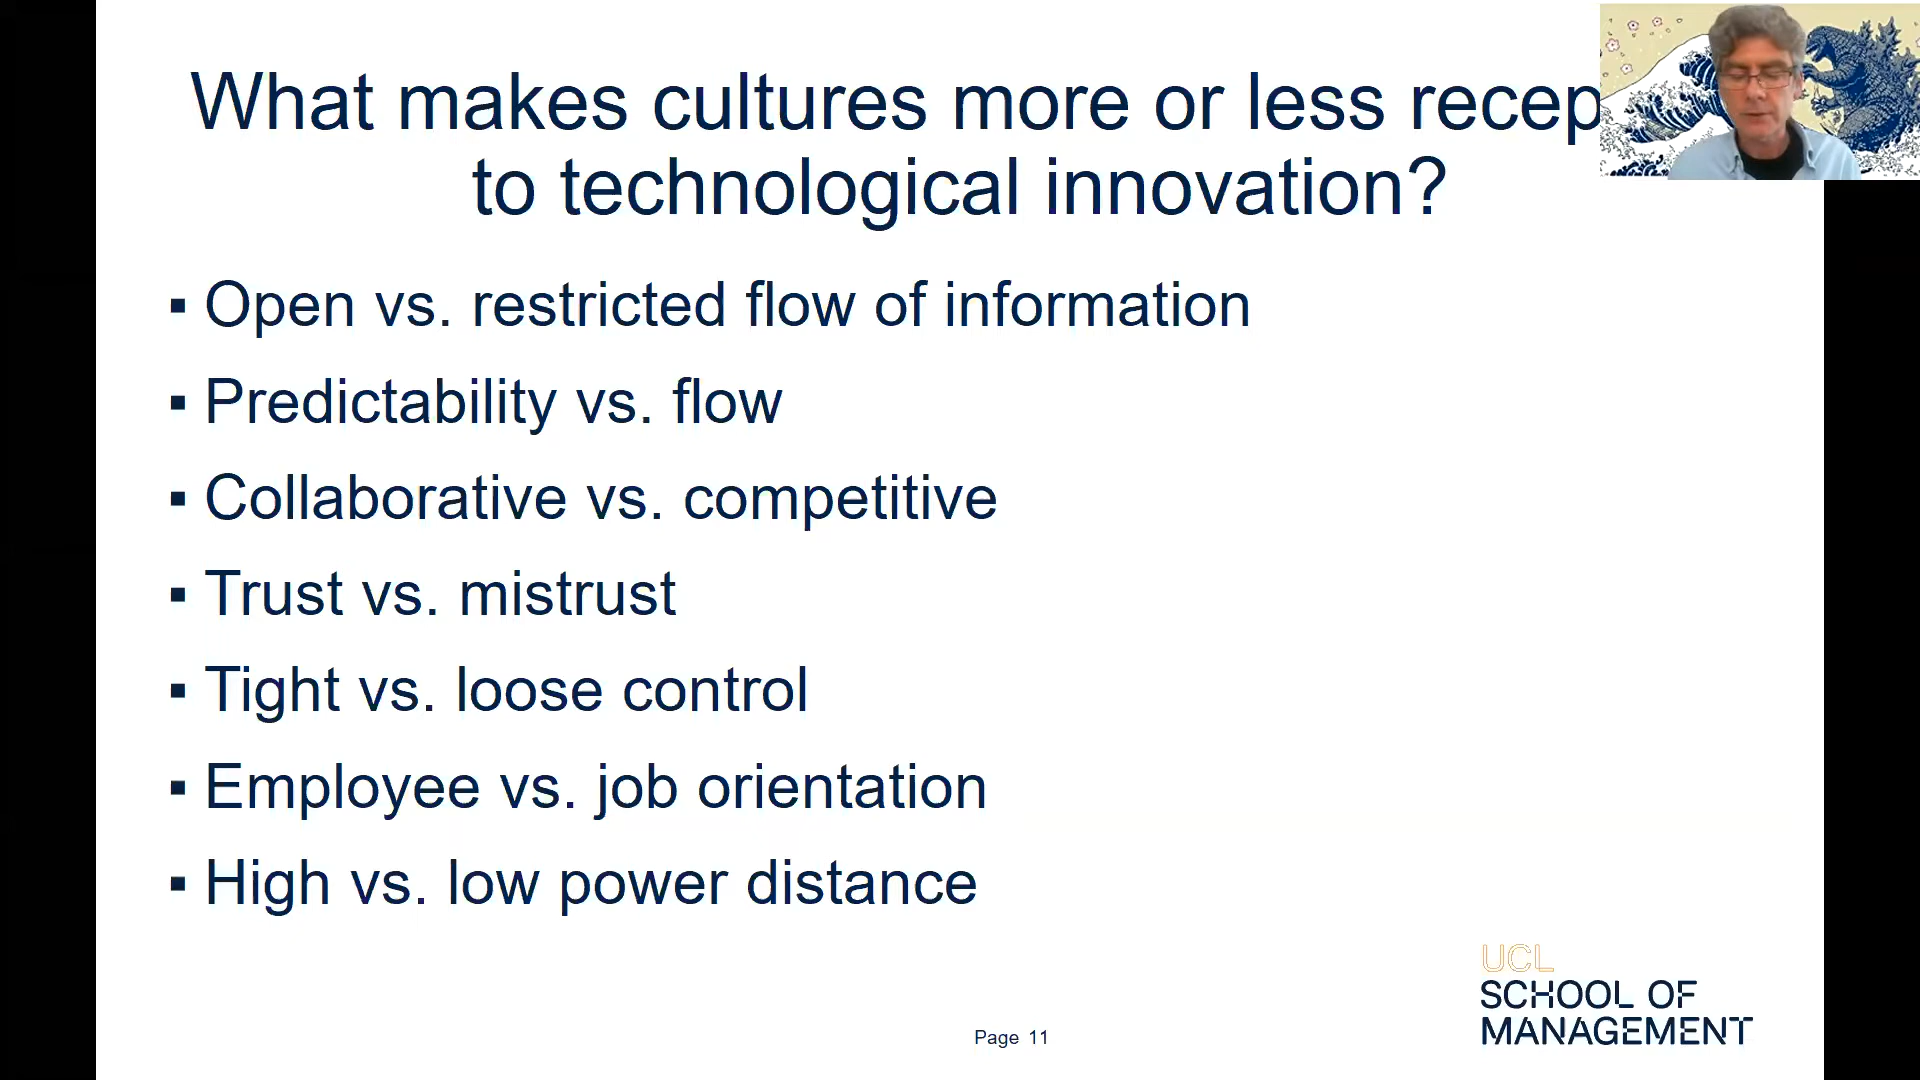 What makes cultures more or less recep
to technological innovation?
▪ Open vs. restricted flow of information
▪ Predictability vs. flow
▪ Collaborative vs. competitive
▪ Trust vs. mistrust
▪ Tight vs. loose control
▪ Employee vs. job orientation
▪ High vs. low power distance
UCL
SCHOOL OF
MANAGEMENT
Page 11